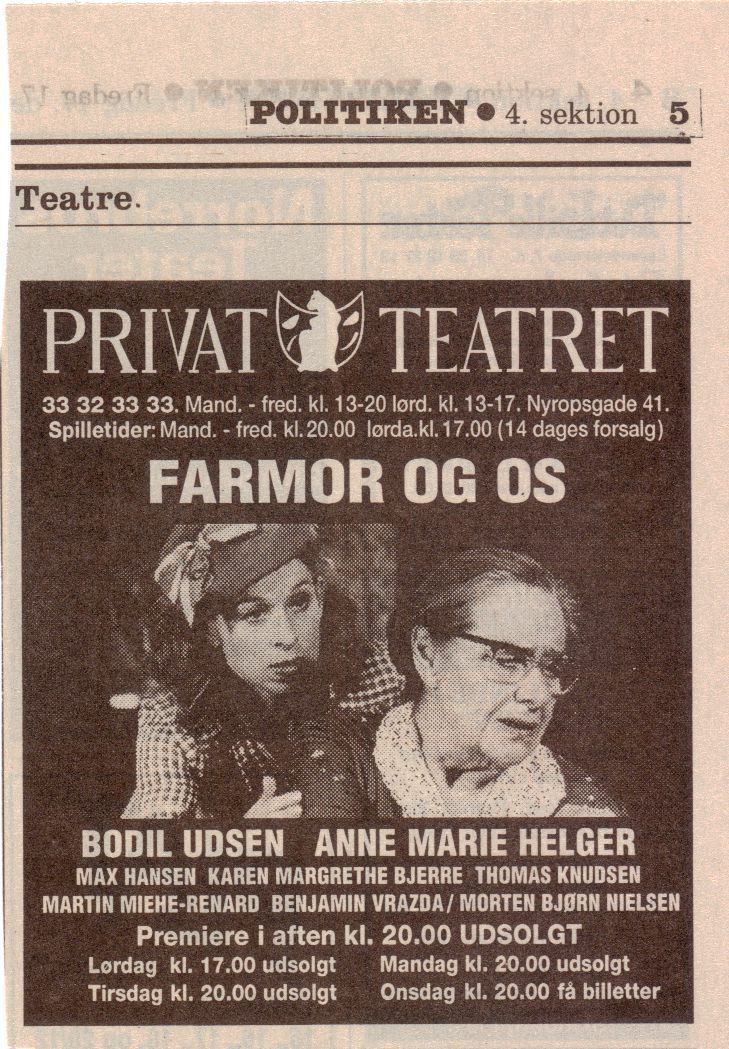 POLITIKEN ● 4. sektion 5
Teatre.
PRIVAT TEATRET
33 32 33 33. Mand. - fred. kl. 13-20 lørd. kl. 13-17. Nyropsgade 41.
Spilletider: Mand. - fred. kl. 20.00 lørda.kl. 17.00 (14 dages forsalg)
FARMOR OG OS
BODIL UDSEN ANNE MARIE HELGER
MAX HANSEN KAREN MARGRETHE BJERRE THOMAS KNUDSEN
MARTIN MIEHE-RENARD BENJAMIN VRAZDA / MORTEN BJØRN NIELSEN
Premiere i aften kl. 20.00 UDSOLGT
Lørdag kl. 17.00 udsolgt Mandag kl. 20.00 udsolgt
Tirsdag kl. 20.00 udsolgt Onsdag kl. 20.00 få billetter